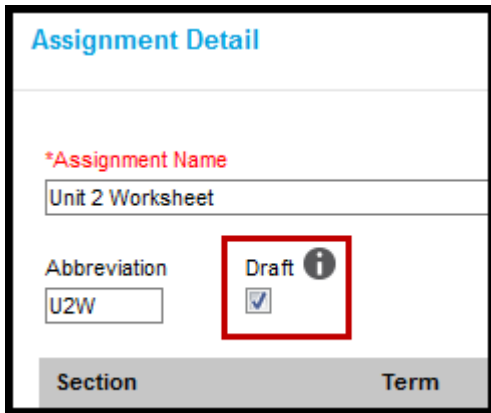 Assignment Detail
*Assignment Name
Unit 2 Worksheet
Abbreviation Draft
U2W
Section Term